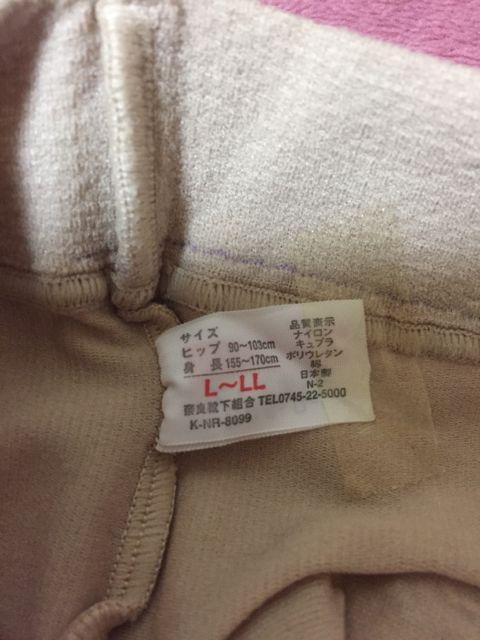 サイズ
ヒップ 90～103cm
身 長 155～170cm
L～LL
品質表示
ナイロン
キュプラ
ポリウレタン
綿
日本製
N-2
奈良靴下組合 TEL0745-22-5000
K-NR-8099